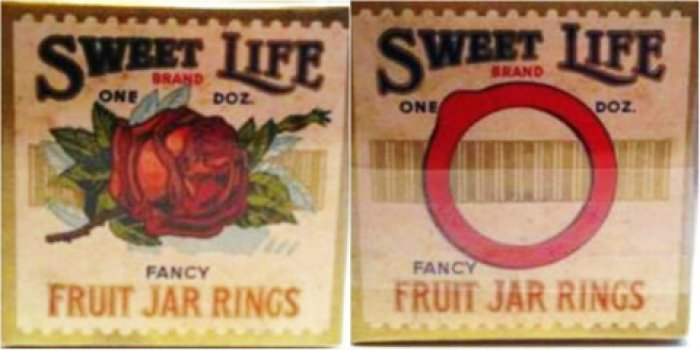 SWEET LIFE
BRAND
ONE DOZ.
FANCY
FRUIT JAR RINGS
SWEET LIFE
BRAND
ONE DOZ.
FANCY
FRUIT JAR RINGS